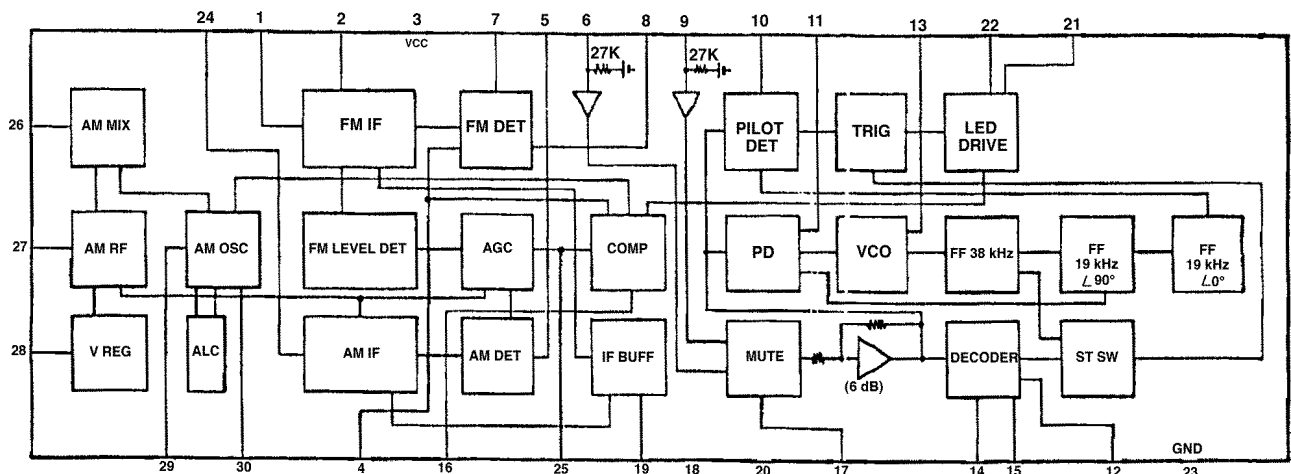 24 1 2 3 7 5 6 8 9 10 11 13 22 21
VCC
27K 27K
26
AM MIX
FM IF
FM DET
PILOT
DET
TRIG
LED
DRIVE
27
AM RF
AM OSC
FM LEVEL DET
AGC
COMP
PD
VCO
FF 38 kHz
FF
19 kHz
∠ 90°
FF
19 kHz
∠0°
28
V REG
ALC
AM IF
AM DET
IF BUFF
MUTE
(6 dB)
DECODER
ST SW
GND
29 30 4 16 25 19 18 20 17 14 15 12 23